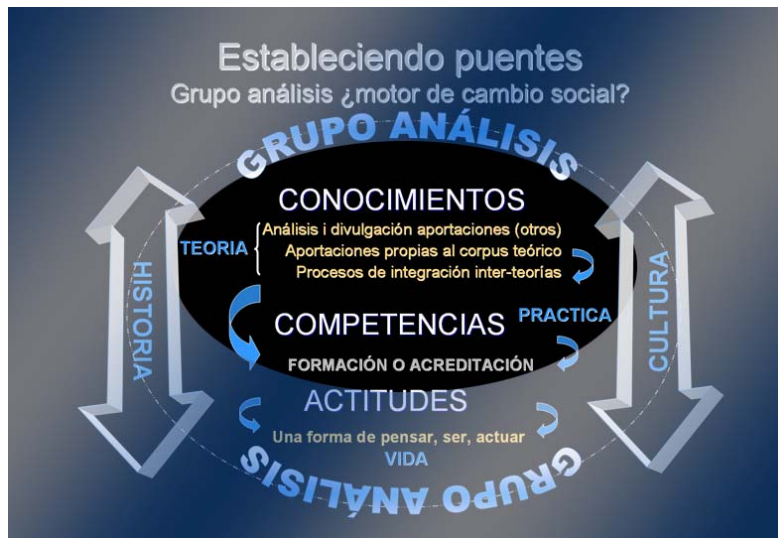 Estableciendo puentes
Grupo análisis ¿motor de cambio social?
GRUPO ANÁLISIS
CONOCIMIENTOS
Análisis i divulgación aportaciones (otros)
TEORIA
Aportaciones propias al corpus teórico
Procesos de integración inter-teorías
HISTORIA
CULTURA
COMPETENCIAS
PRACTICA
FORMACIÓN O ACREDITACIÓN
ACTITUDES
Una forma de pensar, ser, actuar
VIDA
GRUPO ANÁLISIS